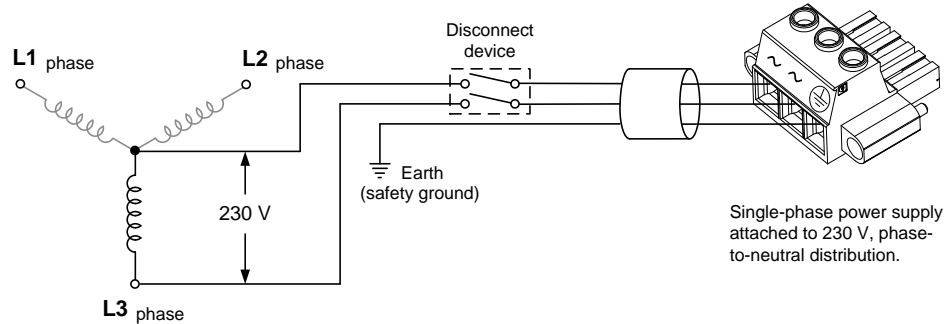 Disconnect
device
L1 phase
L2 phase
230 V
Earth
(safety ground)
L3 phase
~ ~
Single-phase power supply
attached to 230 V, phase-
to-neutral distribution.